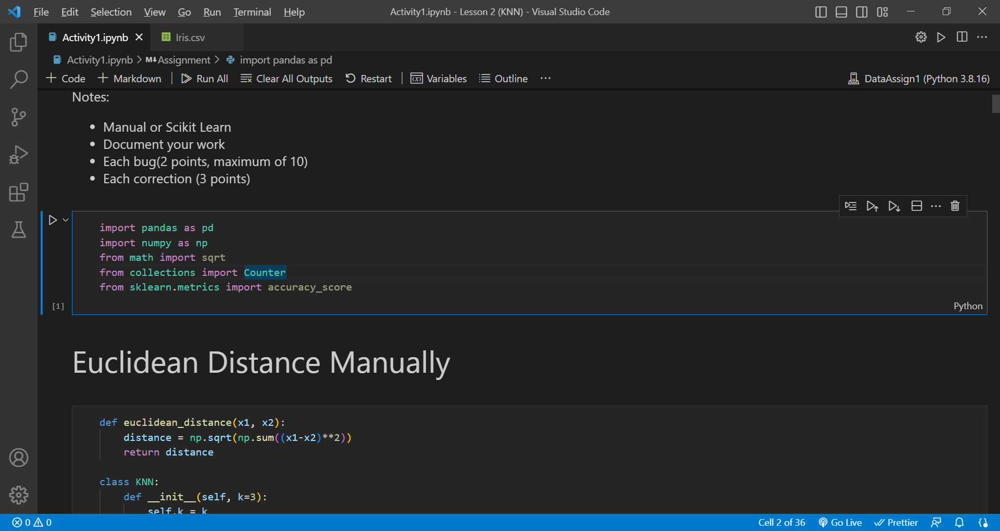 File Edit Selection View Go Run Terminal Help Activity1.ipynb - Lesson 2 (KNN) - Visual Studio Code
Activity1.ipynb Iris.csv
Activity1.ipynb > M↓Assignment > import pandas as pd
Code Markdown Run All Clear All Outputs Restart (x) Variables Outline ··· DataAssign1 (Python 3.8.16)
Notes:
• Manual or Scikit Learn
• Document your work
• Each bug(2 points, maximum of 10)
• Each correction (3 points)
import pandas as pd
import numpy as np
from math import sqrt
from collections import Counter
from sklearn.metrics import accuracy_score
[1] Python
Euclidean Distance Manually
def euclidean_distance(x1, x2):
distance = np.sqrt(np.sum((x1-x2)**2))
return distance
class KNN:
def __init__(self, k=3):
self.k = k
0 0 Cell 2 of 36 Go Live Prettier